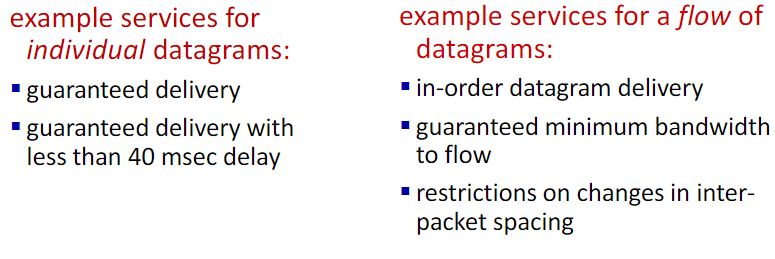 example services for
individual datagrams:
▪ guaranteed delivery
▪ guaranteed delivery with
less than 40 msec delay
example services for a flow of
datagrams:
▪ in-order datagram delivery
▪ guaranteed minimum bandwidth
to flow
▪ restrictions on changes in inter-
packet spacing